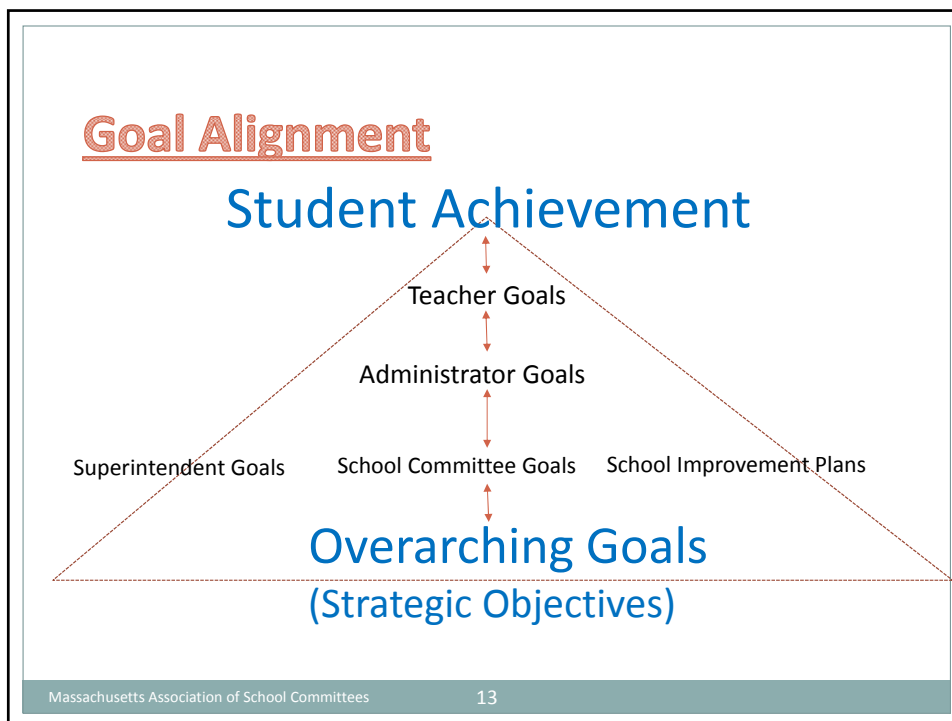 Goal Alignment
Student Achievement
Teacher Goals
Administrator Goals
Superintendent Goals School Committee Goals School Improvement Plans
Overarching Goals
(Strategic Objectives)
Massachusetts Association of School Committees 13